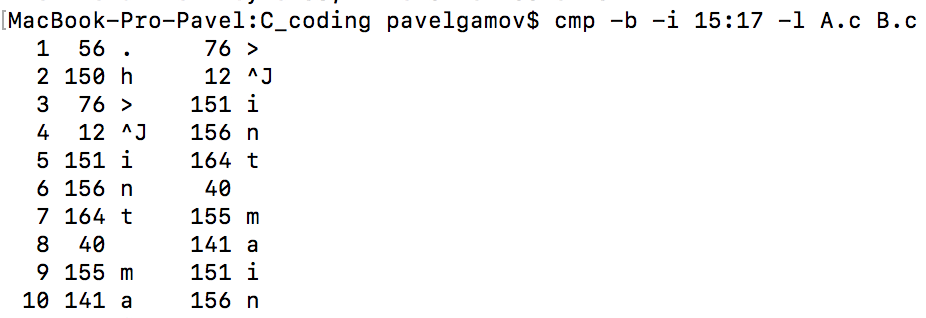 [MacBook-Pro-Pavel:C_coding pavelgamov$ cmp -b -i 15:17 -l A.c B.c
1 56 . 76 >
2 150 h 12 ^J
3 76 > 151 i
4 12 ^J 156 n
5 151 i 164 t
6 156 n 40
7 164 t 155 m
8 40 141 a
9 155 m 151 i
10 141 a 156 n